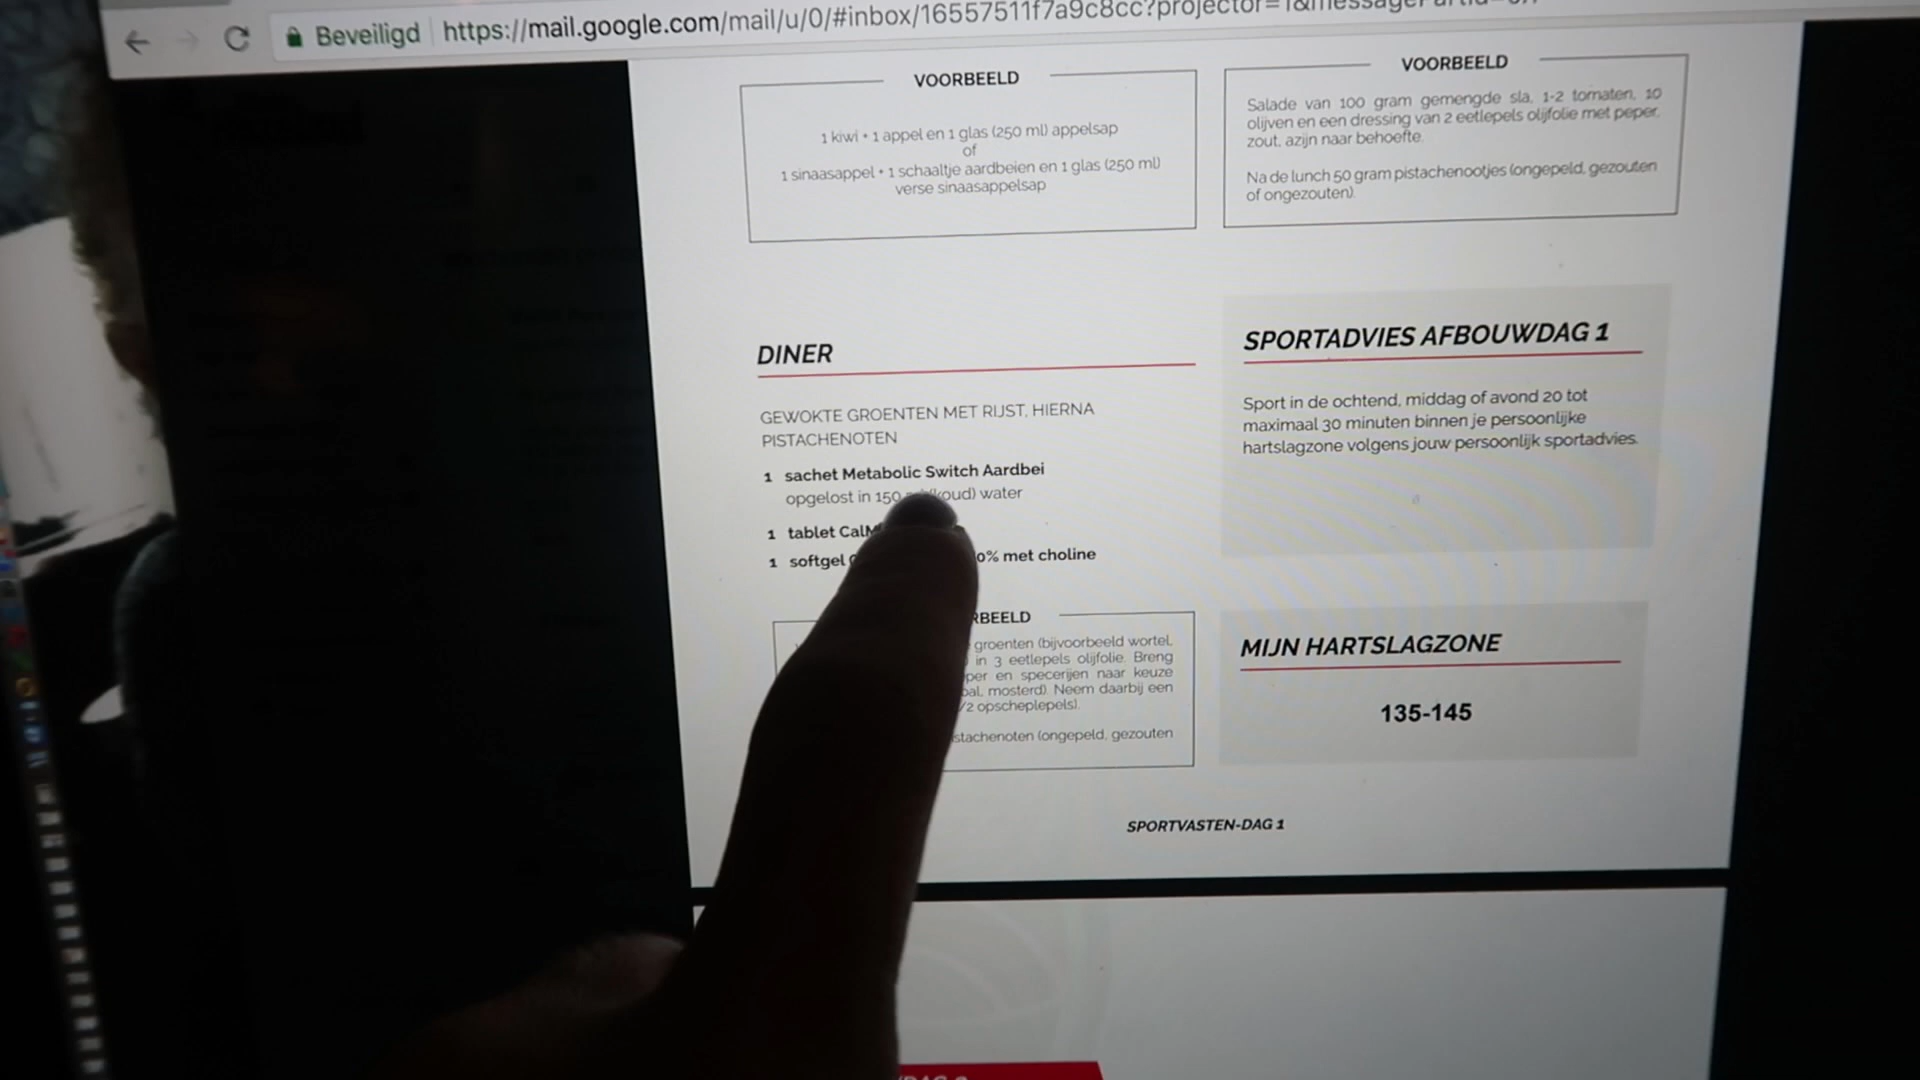 Beveiligd https://mail.google.com/mail/u/0/#inbox/16557511f7a9c8cc?projector=1&messagePartId=0.
VOORBEELD
1 kiwi + 1 appel en 1 glas (250 ml) appelsap
of
1 sinaasappel + 1 schaaltje aardbeien en 1 glas (250 ml)
verse sinaasappelsap
VOORBEELD
Salade van 100 gram gemengde sla, 1-2 tomaten, 10
olijven en een dressing van 2 eetlepels olijfolie met peper,
zout, azijn naar behoefte.
Na de lunch 50 gram pistachenootjes (ongepeld, gezouten
of ongezouten).
DINER
GEWOKTE GROENTEN MET RIJST, HIERNA
PISTACHENOTEN
1 sachet Metabolic Switch Aardbei
opgelost in 150 (koud) water
1 tablet CalM
1 softgel 0% met choline
RBEELD
groenten (bijvoorbeeld wortel,
in 3 eetlepels olijfolie. Breng
per en specerijen naar keuze
bal, mosterd). Neem daarbij een
/2 opscheplepels).
stachenoten (ongepeld, gezouten
SPORTADVIES AFBOUWDAG 1
Sport in de ochtend, middag of avond 20 tot
maximaal 30 minuten binnen je persoonlijke
hartslagzone volgens jouw persoonlijk sportadvies.
MIJN HARTSLAGZONE
135-145
SPORTVASTEN-DAG 1